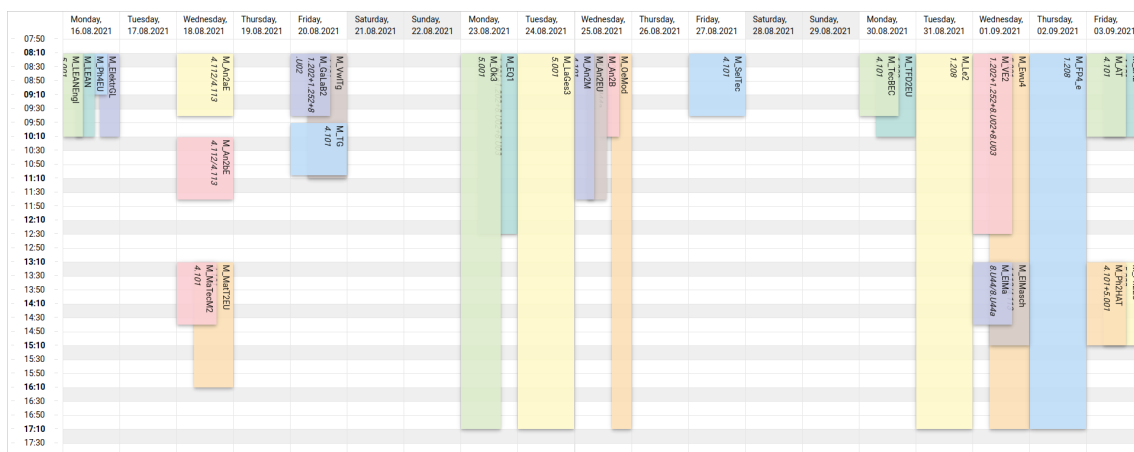 Monday,
16.08.2021
Tuesday,
17.08.2021
Wednesday,
18.08.2021
Thursday,
19.08.2021
Friday,
20.08.2021
Saturday,
21.08.2021
Sunday,
22.08.2021
Monday,
23.08.2021
Tuesday,
24.08.2021
Wednesday,
25.08.2021
Thursday,
26.08.2021
Friday,
27.08.2021
Saturday,
28.08.2021
Sunday,
29.08.2021
Monday,
30.08.2021
Tuesday,
31.08.2021
Wednesday,
01.09.2021
Thursday,
02.09.2021
Friday,
03.09.2021
07:50
08:10
08:30
08:50
09:10
09:30
09:50
10:10
10:30
10:50
11:10
11:30
11:50
12:10
12:30
12:50
13:10
13:30
13:50
14:10
14:30
14:50
15:10
15:30
15:50
16:10
16:30
16:50
17:10
17:30
M_ElektrGL
M_Ph4EU
M_LEAN
M_LEANEngl
5.001
M_An2aE
4.112/4.113
M_An2bE
4.112/4.113
M_MatT2EU
M_MaTecM2
4.101
M_Vwrfg
M_GaLaB2
1.202+1.252+8
.U02
M_TG
4.101
M_EQ1
M_Ok3
5.001
M_LaGes3
5.001
M_OeMod
M_An2B
M_An2EU
M_An2M
M_SelTec
4.101
M_TFD2EU
M_TecBEC
4.101
M_Le2
1.208
M_Ewu4
M_VE2
1.202+1.252+8.U02+8.U03
M_ElMasch
M_ElMa
8.U44/8.U44a
M_FP4_e
1.208
M_AT
4.101
M_Ph2HAT
4.101+5.001